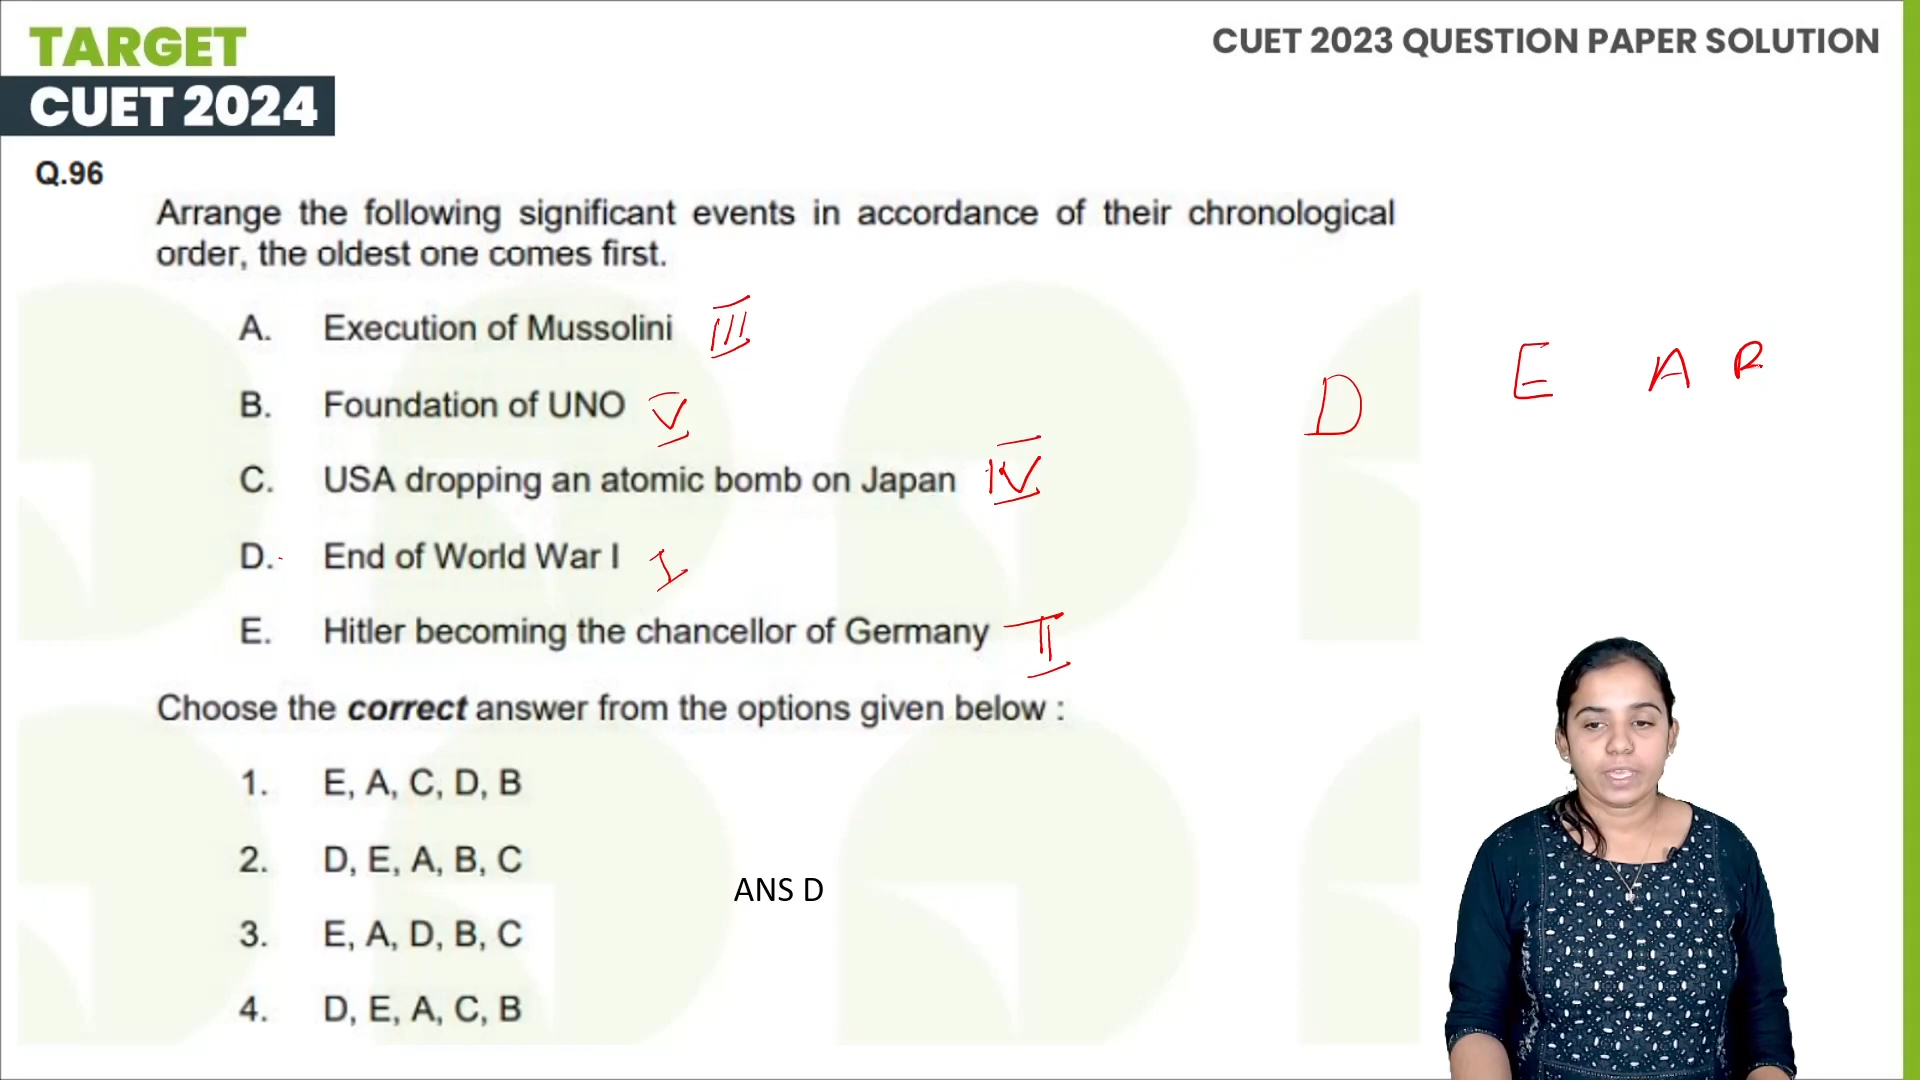 TARGET
CUET 2024
CUET 2023 QUESTION PAPER SOLUTION
Q.96
Arrange the following significant events in accordance of their chronological
order, the oldest one comes first.
A. Execution of Mussolini III
B. Foundation of UNO V
C. USA dropping an atomic bomb on Japan IV
D. End of World War I I
E. Hitler becoming the chancellor of Germany II
D E A
Choose the correct answer from the options given below :
1. E, A, C, D, B
2. D, E, A, B, C
3. E, A, D, B, C
4. D, E, A, C, B
ANS D